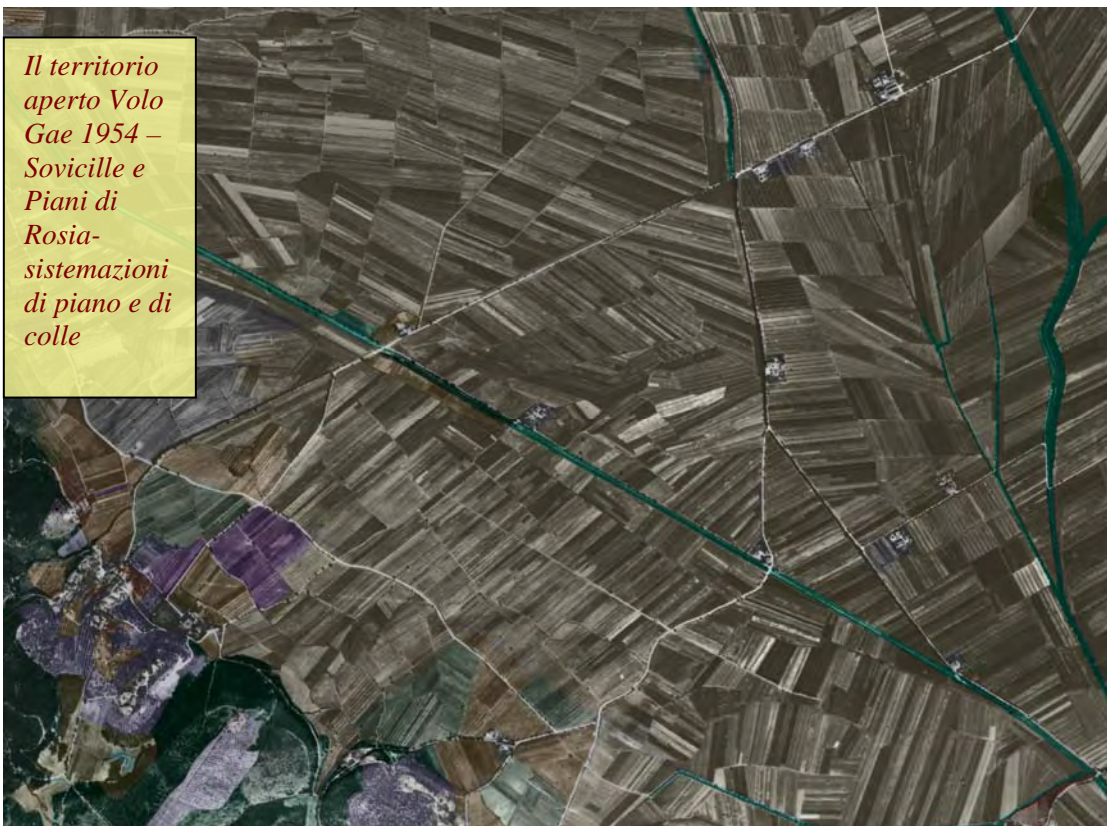 Il territorio
aperto Volo
Gae 1954 –
Sovicille e
Piani di
Rosia-
sistemazioni
di piano e di
colle